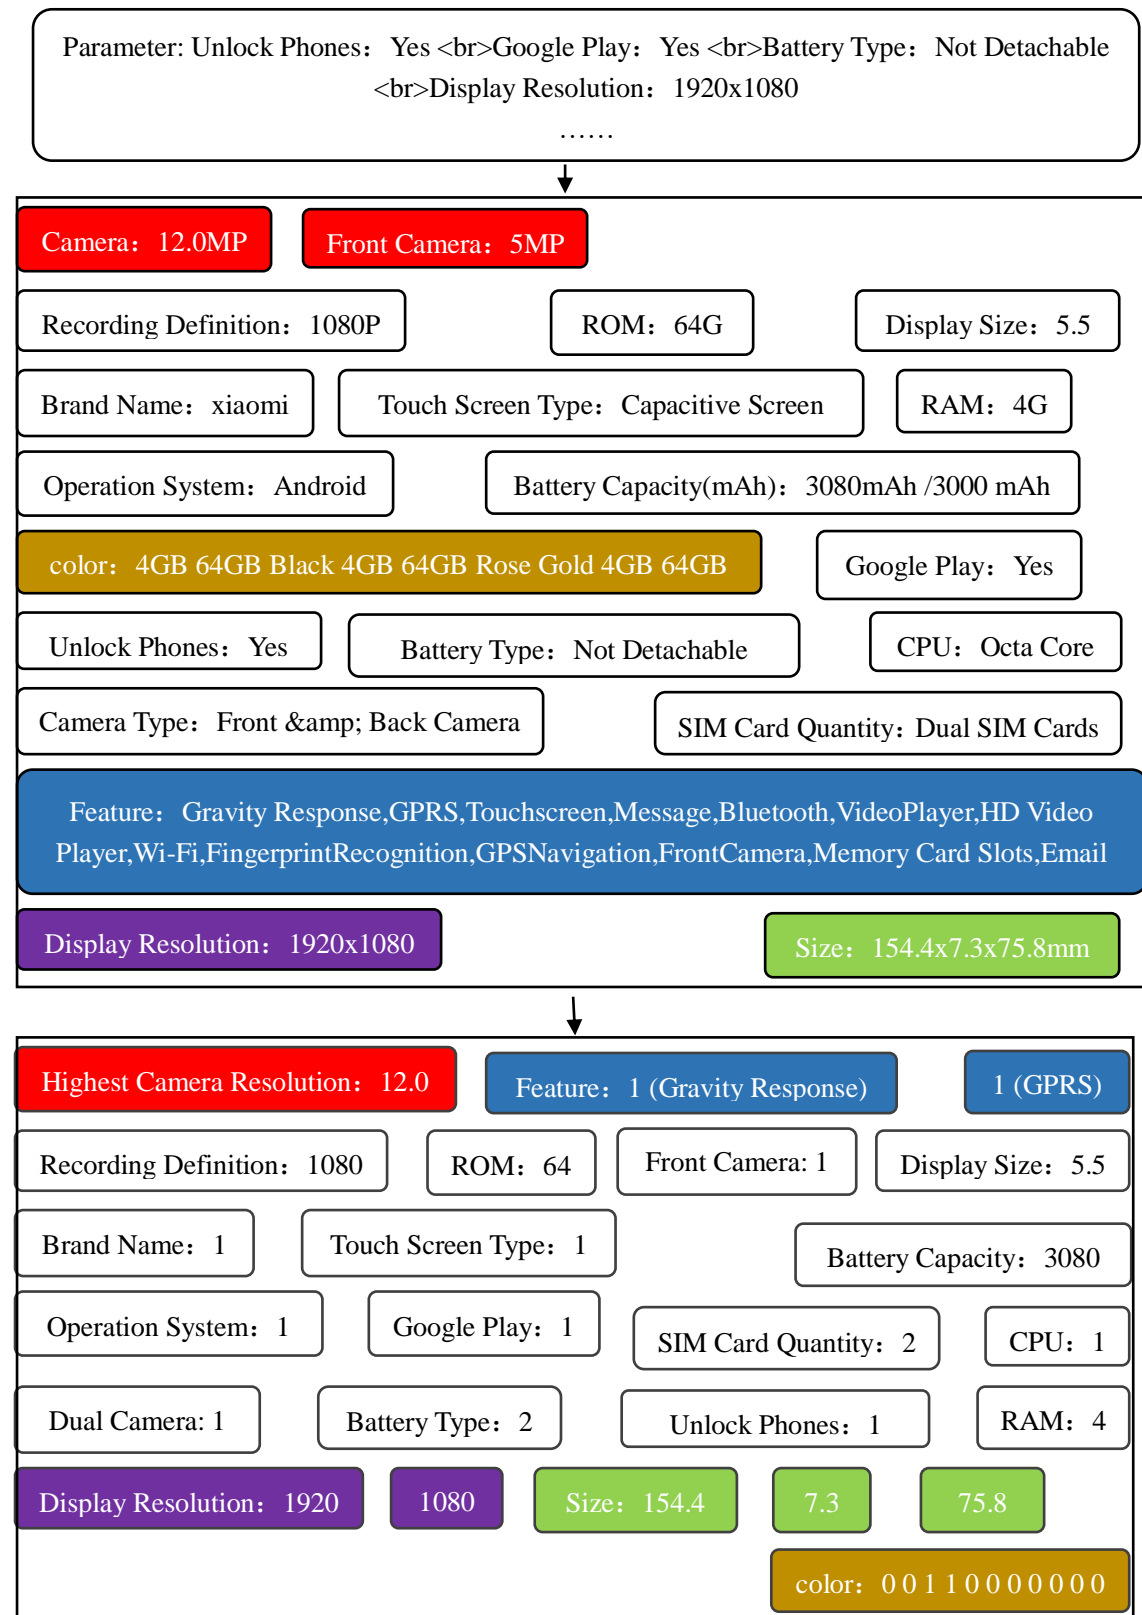 Parameter: Unlock Phones：Yes <br>Google Play：Yes <br>Battery Type：Not Detachable
<br>Display Resolution：1920x1080
……
Camera：12.0MP
Front Camera：5MP
Recording Definition：1080P
ROM：64G
Display Size：5.5
Brand Name：xiaomi
Touch Screen Type：Capacitive Screen
RAM：4G
Operation System：Android
Battery Capacity(mAh)：3080mAh /3000 mAh
color：4GB 64GB Black 4GB 64GB Rose Gold 4GB 64GB
Google Play：Yes
Unlock Phones：Yes
Battery Type：Not Detachable
CPU：Octa Core
Camera Type：Front &amp; Back Camera
SIM Card Quantity：Dual SIM Cards
Feature：Gravity Response,GPRS,Touchscreen,Message,Bluetooth,VideoPlayer,HD Video
Player,Wi-Fi,FingerprintRecognition,GPSNavigation,FrontCamera,Memory Card Slots,Email
Display Resolution：1920x1080
Size：154.4x7.3x75.8mm
Highest Camera Resolution：12.0
Feature：1 (Gravity Response)
1 (GPRS)
Recording Definition：1080
ROM：64
Front Camera: 1
Display Size：5.5
Brand Name：1
Touch Screen Type：1
Battery Capacity：3080
Operation System：1
Google Play：1
SIM Card Quantity：2
CPU：1
Dual Camera: 1
Battery Type：2
Unlock Phones：1
RAM：4
Display Resolution：1920
1080
Size：154.4
7.3
75.8
color：0 0 1 1 0 0 0 0 0 0 0